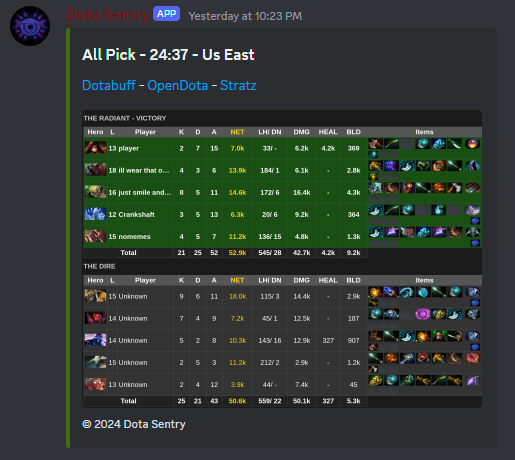 Dota Sentry APP Yesterday at 10:23 PM
All Pick - 24:37 - Us East
Dotabuff - OpenDota - Stratz
THE RADIANT - VICTORY
Hero L Player K D A NET LH/ DN DMG HEAL BLD Items
13 player 2 7 15 7.0k 33/ - 6.2k 4.2k 369
18 ill wear that o... 4 3 6 13.9k 184/ 1 6.1k - 2.8k
16 just smile and... 8 5 11 14.6k 172/ 6 16.4k - 4.3k
12 Crankshaft 3 5 13 6.3k 20/ 6 9.2k - 364
15 nomemes 4 5 7 11.2k 136/ 15 4.8k - 1.3k
Total 21 25 52 52.9k 545/ 28 42.7k 4.2k 9.2k
THE DIRE
Hero L Player K D A NET LH/ DN DMG HEAL BLD Items
15 Unknown 9 6 11 18.0k 115/ 3 14.4k - 2.9k
14 Unknown 7 4 9 7.2k 45/ 1 12.5k - 187
14 Unknown 5 2 8 10.3k 143/ 16 12.9k 327 907
15 Unknown 2 5 3 11.2k 212/ 2 2.9k - 1.2k
13 Unknown 2 4 12 3.9k 44/ - 7.4k - 45
Total 25 21 43 50.6k 559/ 22 50.1k 327 5.3k
© 2024 Dota Sentry